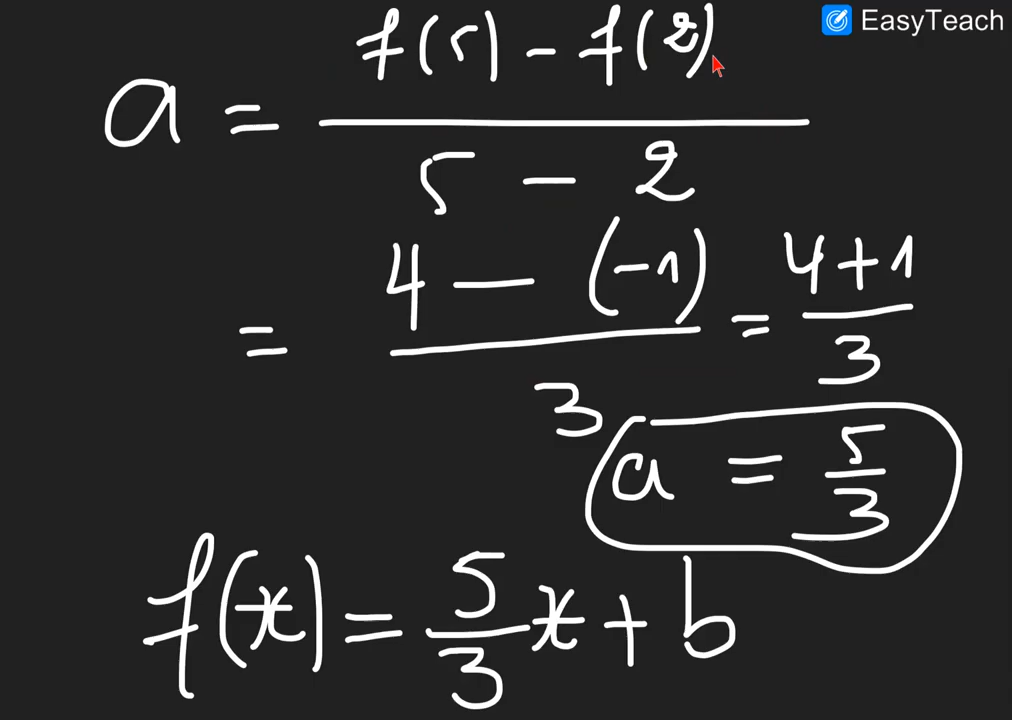 EasyTeach
a = (f(5) - f(2)) / (5 - 2)
= (4 - (-1)) / 3 = (4+1) / 3
a = 5/3
f(x) = 5/3 x + b